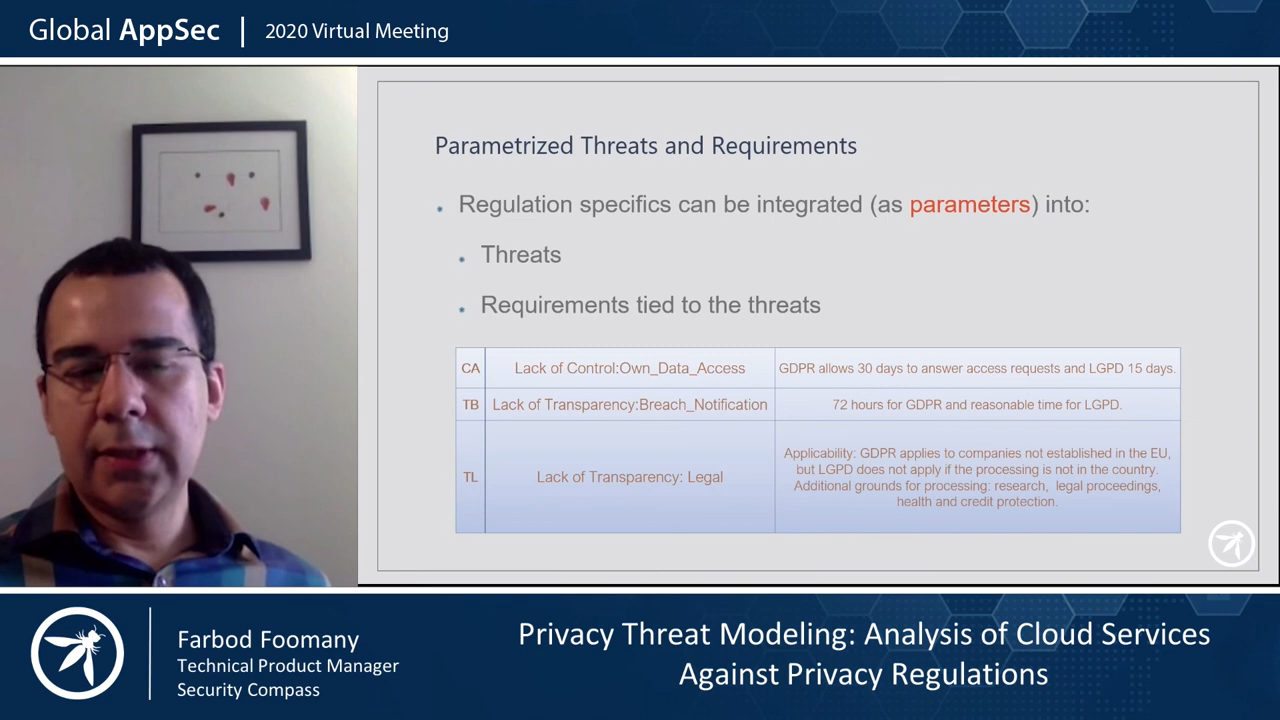 Global AppSec | 2020 Virtual Meeting
Parametrized Threats and Requirements
Regulation specifics can be integrated (as parameters) into:
Threats
Requirements tied to the threats
CA Lack of Control:Own_Data_Access GDPR allows 30 days to answer access requests and LGPD 15 days.
TB Lack of Transparency:Breach_Notification 72 hours for GDPR and reasonable time for LGPD.
TL Lack of Transparency: Legal
Applicability: GDPR applies to companies not established in the EU,
but LGPD does not apply if the processing is not in the country.
Additional grounds for processing: research, legal proceedings,
health and credit protection.
Farbod Foomany
Technical Product Manager
Security Compass
Privacy Threat Modeling: Analysis of Cloud Services
Against Privacy Regulations